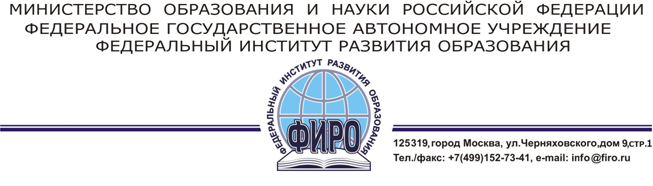 МИНИСТЕРСТВО ОБРАЗОВАНИЯ И НАУКИ РОССИЙСКОЙ ФЕДЕРАЦИИ
ФЕДЕРАЛЬНОЕ ГОСУДАРСТВЕННОЕ АВТОНОМНОЕ УЧРЕЖДЕНИЕ
ФЕДЕРАЛЬНЫЙ ИНСТИТУТ РАЗВИТИЯ ОБРАЗОВАНИЯ
ФЕДЕРАЛЬНЫЙ ИНСТИТУТ РАЗВИТИЯ ОБРАЗОВАНИЯ
ФИРО
125319,город Москва, ул.Черняховского,дом 9,стр.1
Тел./факс: +7(499)152-73-41, e-mail: info@firo.ru